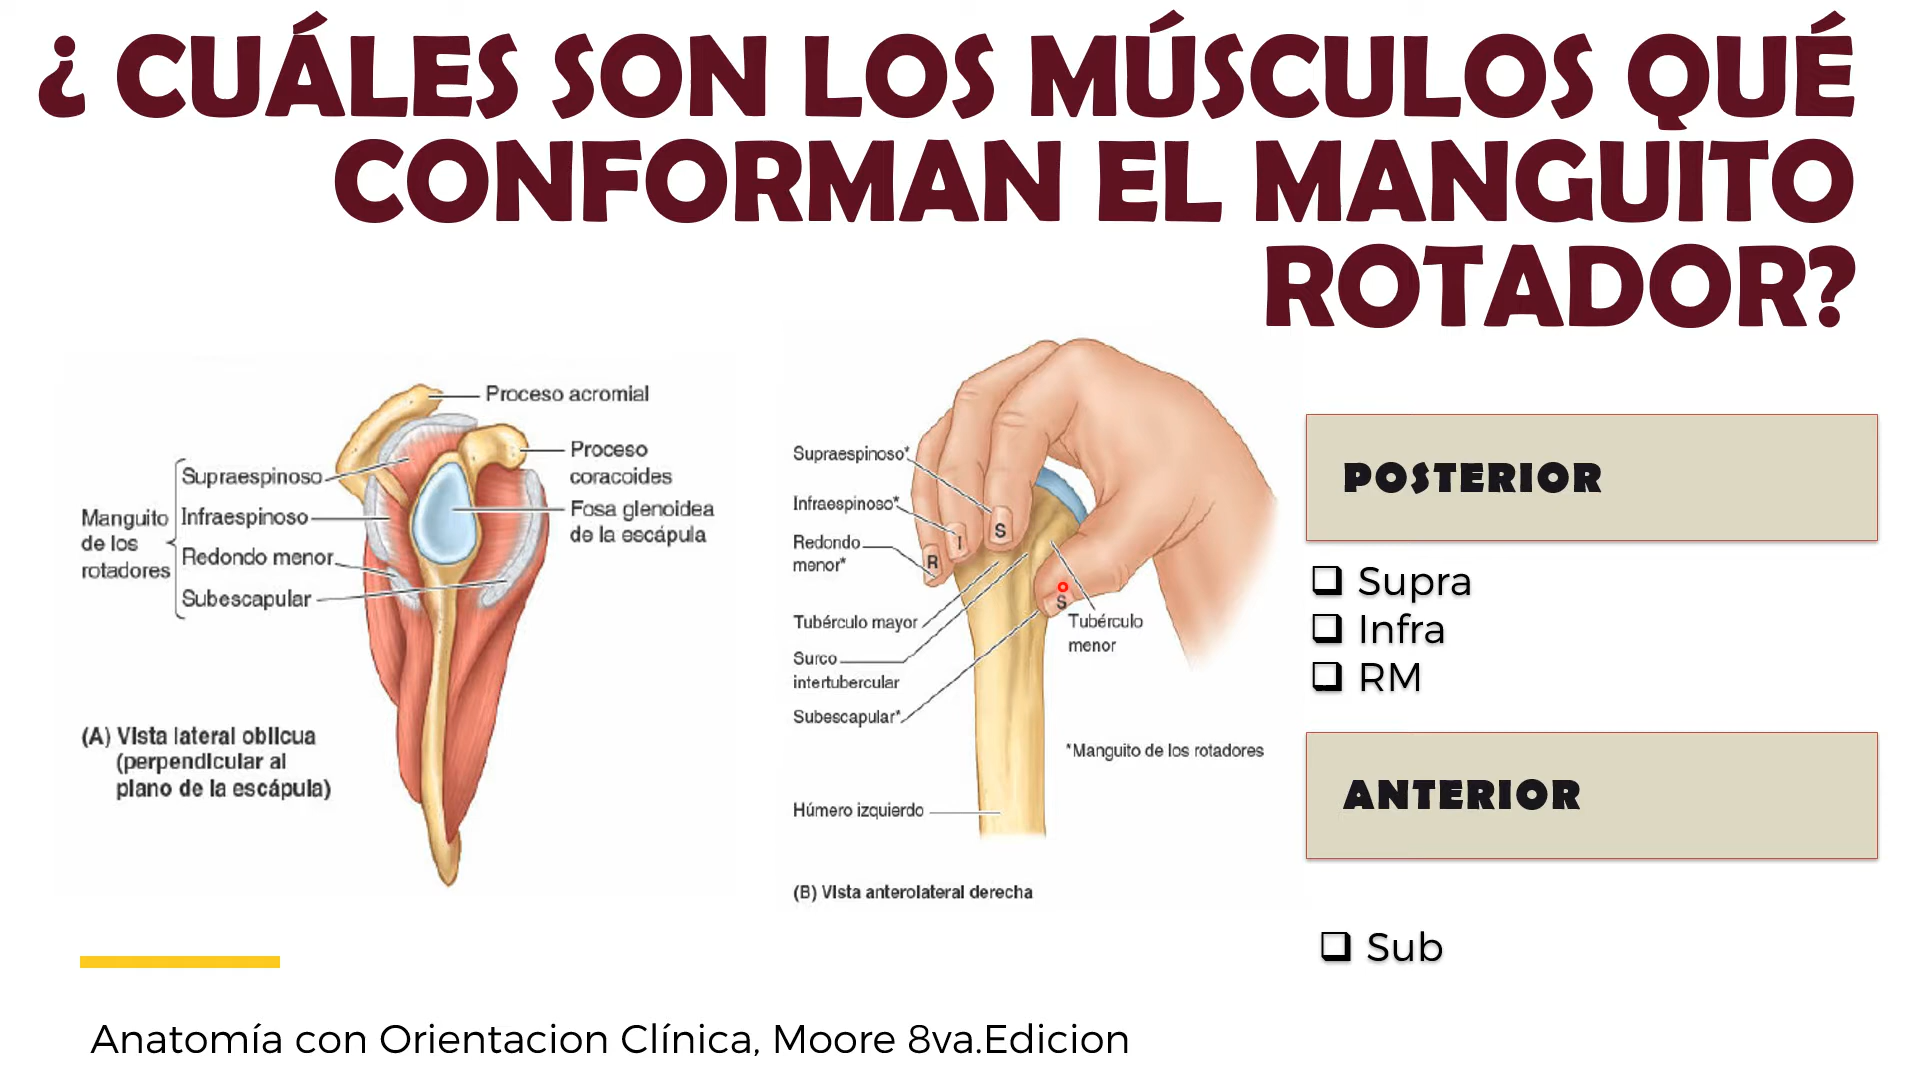 ¿ CUÁLES SON LOS MÚSCULOS QUÉ
CONFORMAN EL MANGUITO
ROTADOR?
Proceso acromial
Proceso
coracoides
Fosa glenoidea
de la escápula
Manguito
de los
rotadores
Supraespinoso
Infraespinoso
Redondo menor
Subescapular
(A) Vista lateral oblicua
(perpendicular al
plano de la escápula)
Supraespinoso*
Infraespinoso*
Redondo
menor*
Tubérculo mayor
Surco
intertubercular
Subescapular*
Húmero izquierdo
R
I
S
S
Tubérculo
menor
*Manguito de los rotadores
(B) Vista anterolateral derecha
POSTERIOR
Supra
Infra
RM
ANTERIOR
Sub
Anatomía con Orientacion Clínica, Moore 8va.Edicion